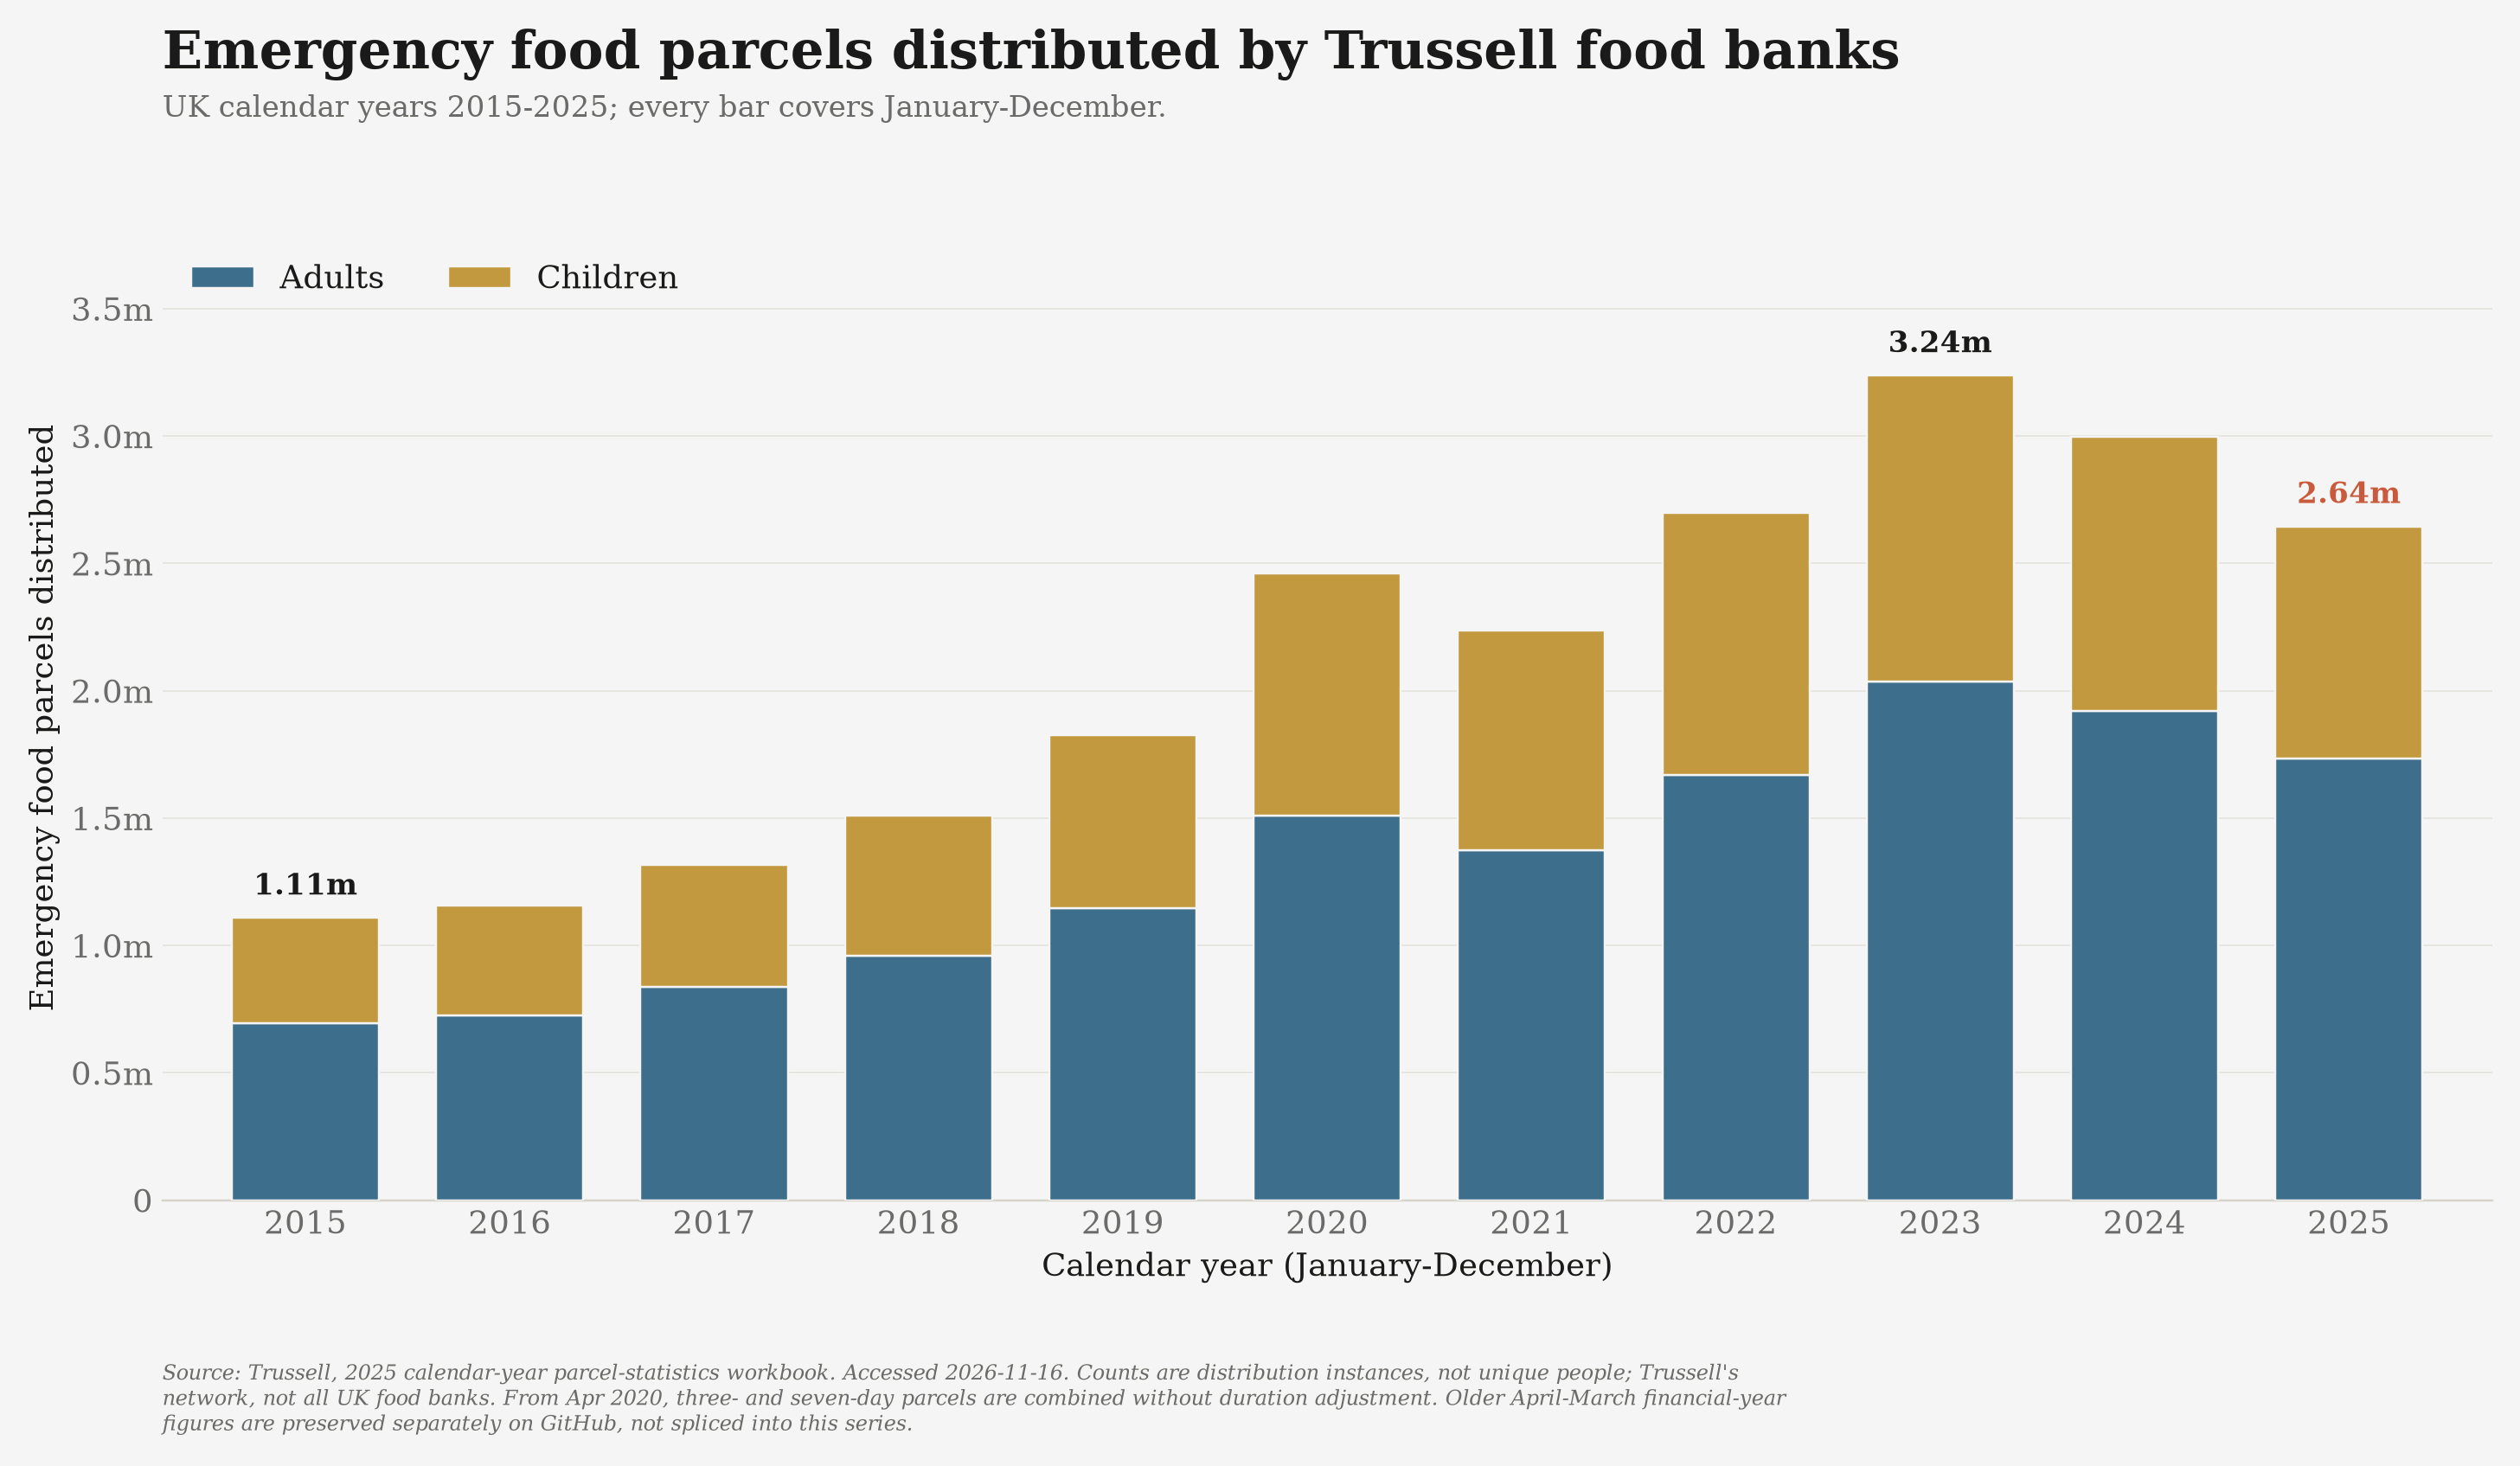 Emergency food parcels distributed by Trussell food banks
UK calendar years 2015-2025; every bar covers January-December.
Adults
Children
Emergency food parcels distributed
3.5m
3.0m
2.5m
2.0m
1.5m
1.0m
0.5m
0
1.11m
3.24m
2.64m
2015
2016
2017
2018
2019
2020
2021
2022
2023
2024
2025
Calendar year (January-December)
Source: Trussell, 2025 calendar-year parcel-statistics workbook. Accessed 2026-11-16. Counts are distribution instances, not unique people; Trussell's
network, not all UK food banks. From Apr 2020, three- and seven-day parcels are combined without duration adjustment. Older April-March financial-year
figures are preserved separately on GitHub, not spliced into this series.